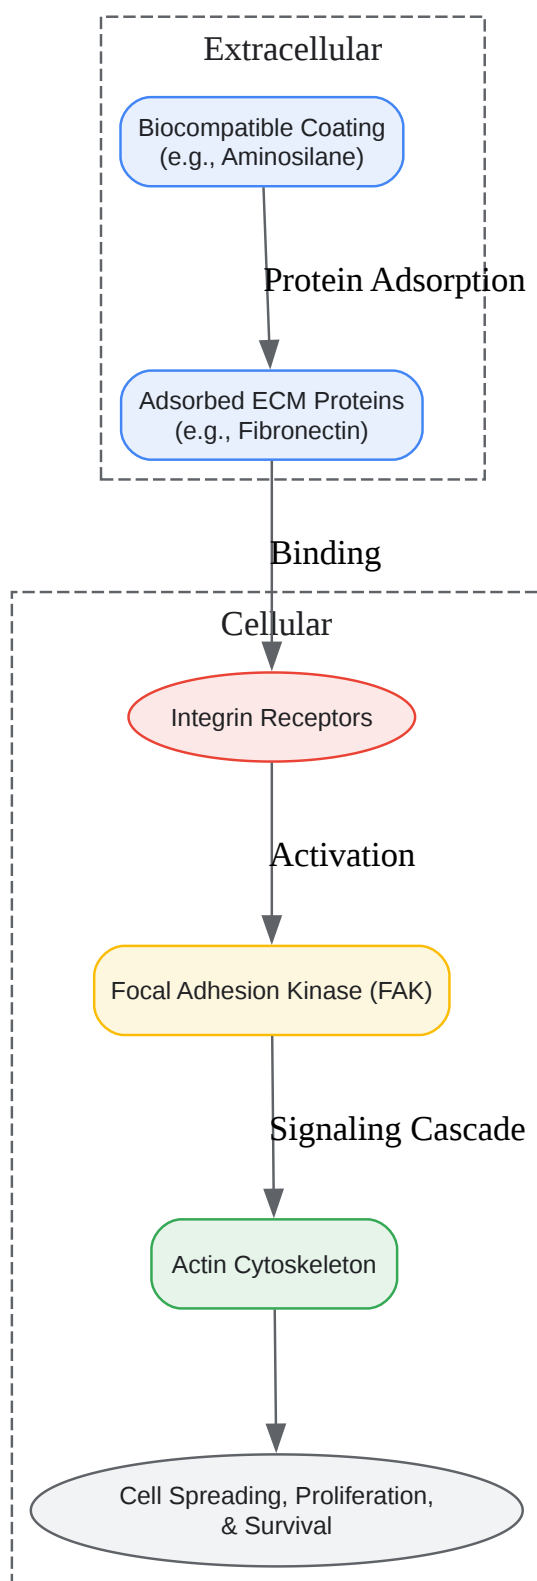 Extracellular
Biocompatible Coating
(e.g., Aminosilane)
Protein Adsorption
Adsorbed ECM Proteins
(e.g., Fibronectin)
Binding
Cellular
Integrin Receptors
Activation
Focal Adhesion Kinase (FAK)
Signaling Cascade
Actin Cytoskeleton
Cell Spreading, Proliferation,
& Survival